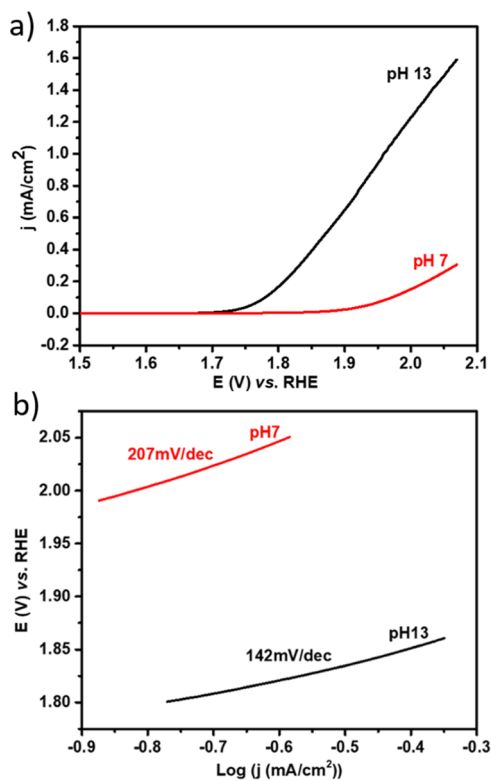 a)
1.8
1.6
1.4
1.2
1.0
0.8
0.6
0.4
0.2
0.0
-0.2
j (mA/cm²)
pH 13
pH 7
1.5 1.6 1.7 1.8 1.9 2.0 2.1
E (V) vs. RHE
b)
2.05
2.00
1.95
1.90
1.85
1.80
E (V) vs. RHE
pH7
207mV/dec
pH13
142mV/dec
-0.9 -0.8 -0.7 -0.6 -0.5 -0.4 -0.3
Log (j (mA/cm²))